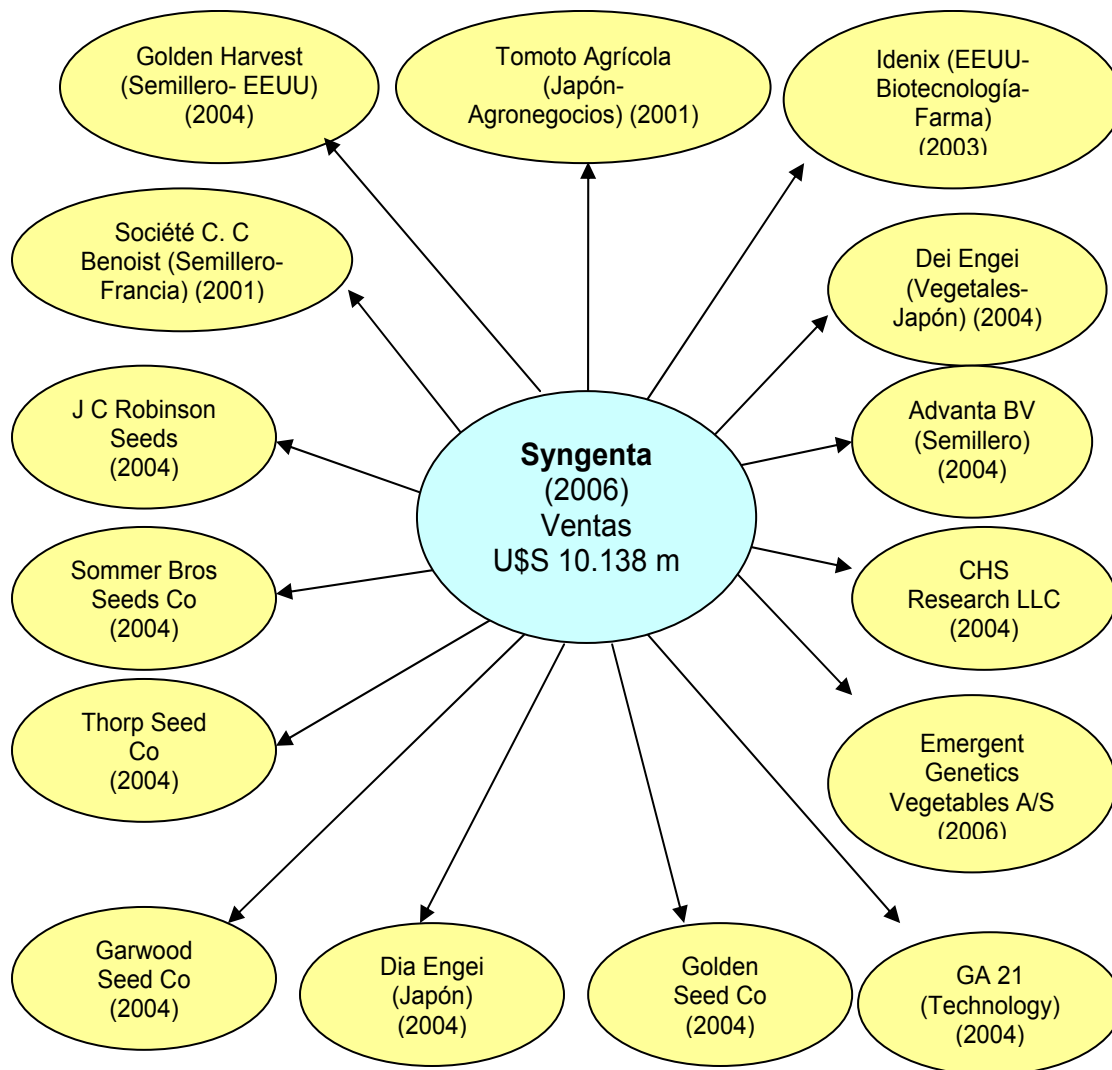 Golden Harvest
(Semillero- EEUU)
(2004)
Tomoto Agrícola
(Japón-
Agronegocios) (2001)
Idenix (EEUU-
Biotecnología-
Farma)
(2003)
Société C. C
Benoist (Semillero-
Francia) (2001)
Dei Engei
(Vegetales-
Japón) (2004)
J C Robinson
Seeds
(2004)
Syngenta
(2006)
Ventas
U$S 10.138 m
Advanta BV
(Semillero)
(2004)
Sommer Bros
Seeds Co
(2004)
CHS
Research LLC
(2004)
Thorp Seed
Co
(2004)
Emergent
Genetics
Vegetables A/S
(2006)
Garwood
Seed Co
(2004)
Dia Engei
(Japón)
(2004)
Golden
Seed Co
(2004)
GA 21
(Technology)
(2004)